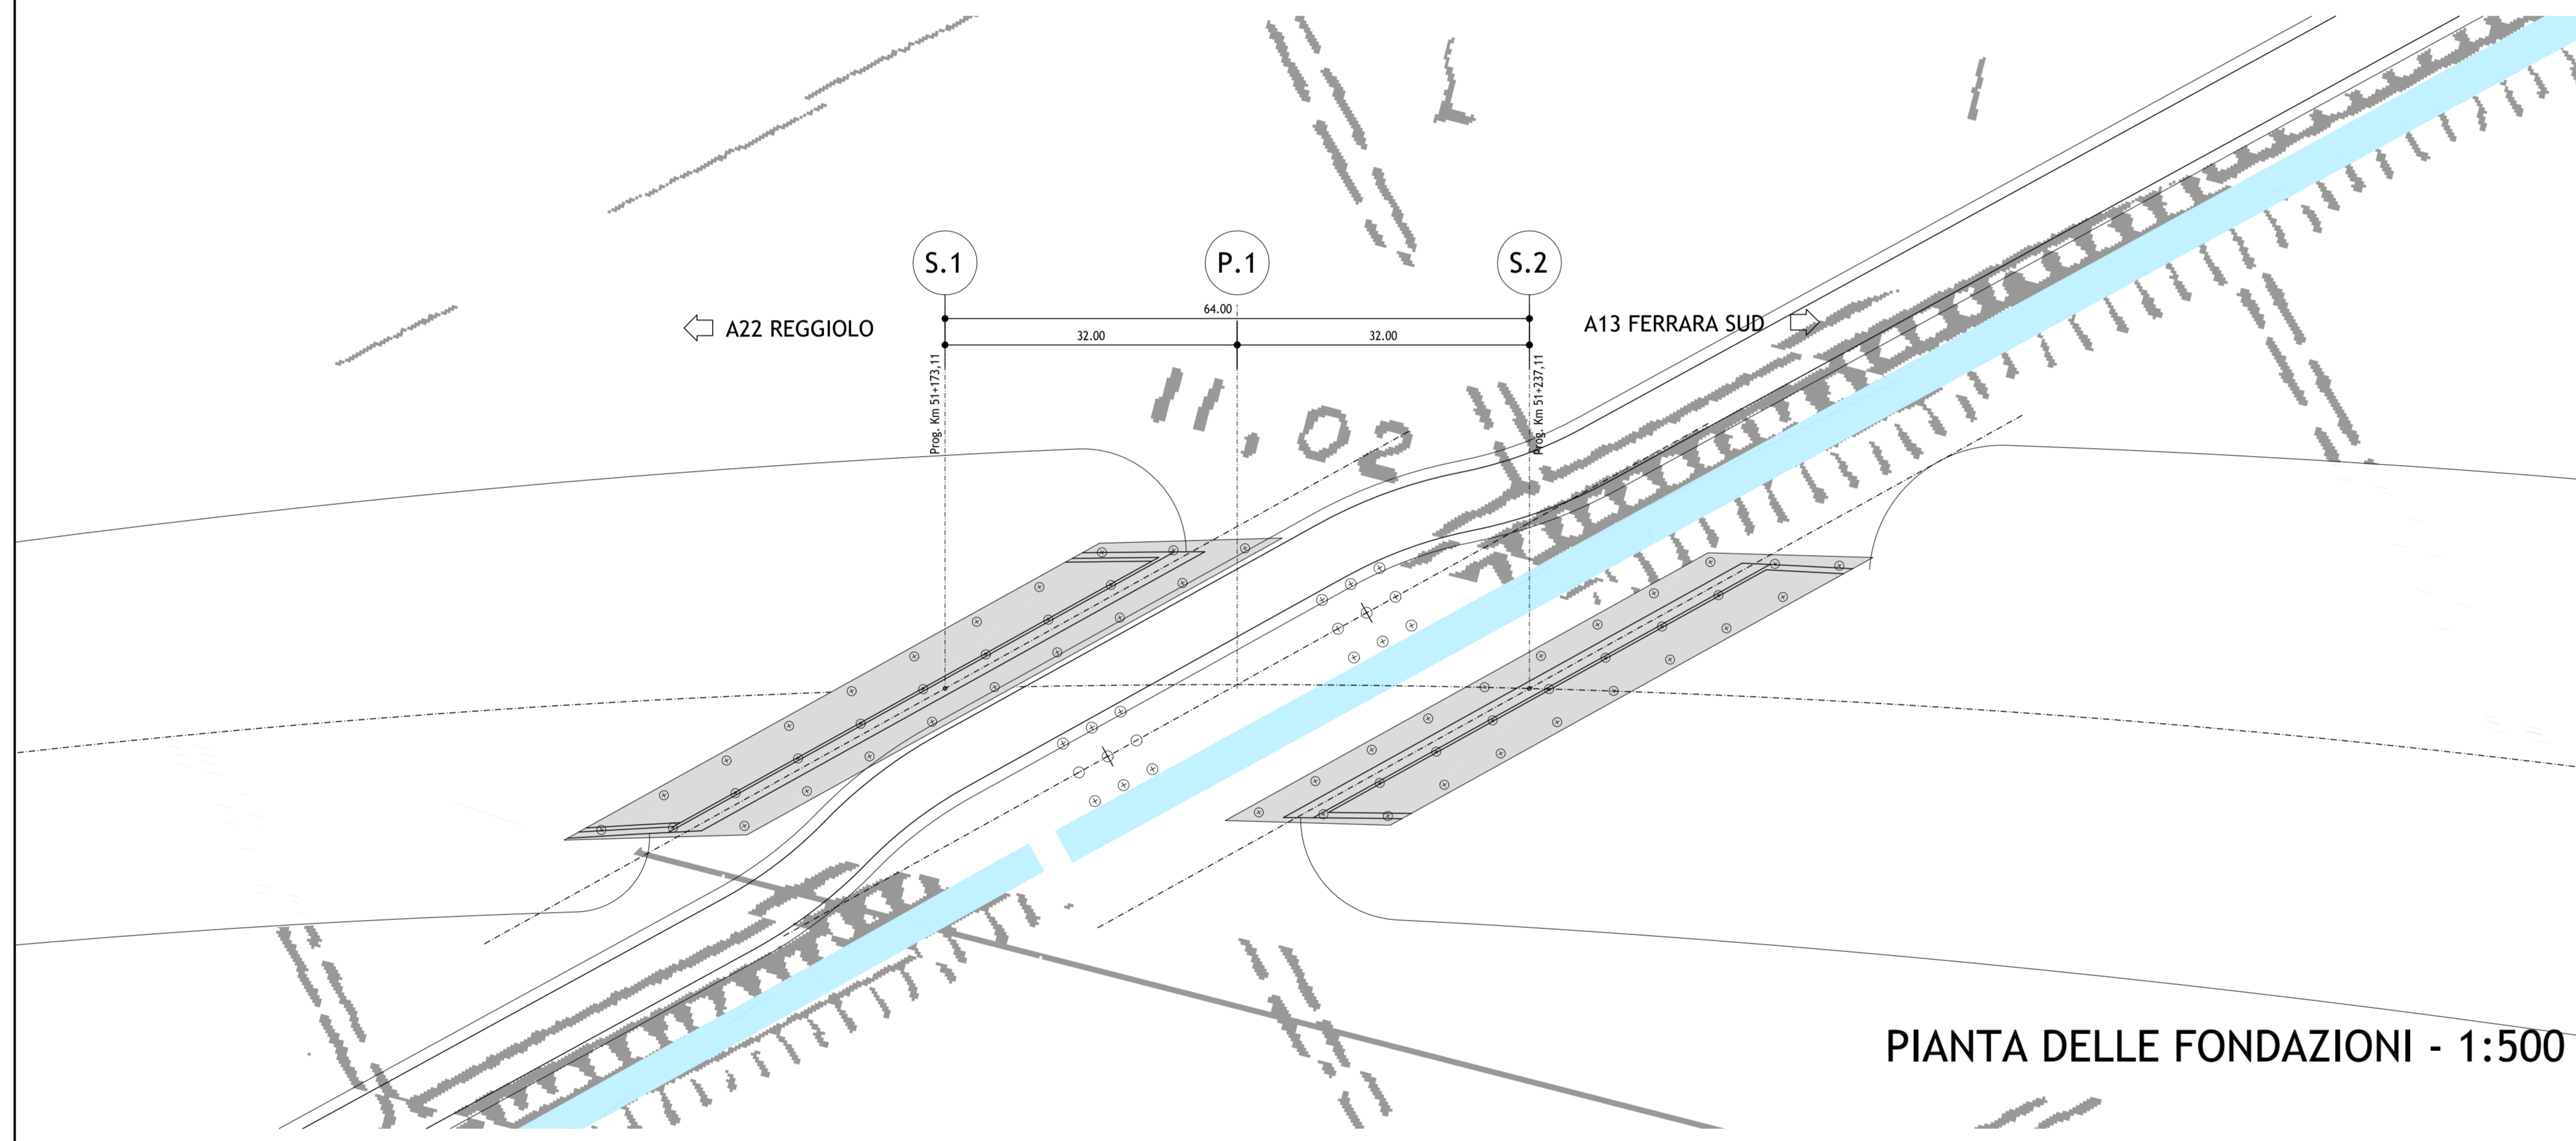 S.1
P.1
S.2
64.00
A22 REGGIOLO
A13 FERRARA SUD
32.00
32.00
Prog. Km 51+173,11
Prog. Km 51+237,11
11,02
PIANTA DELLE FONDAZIONI - 1:500